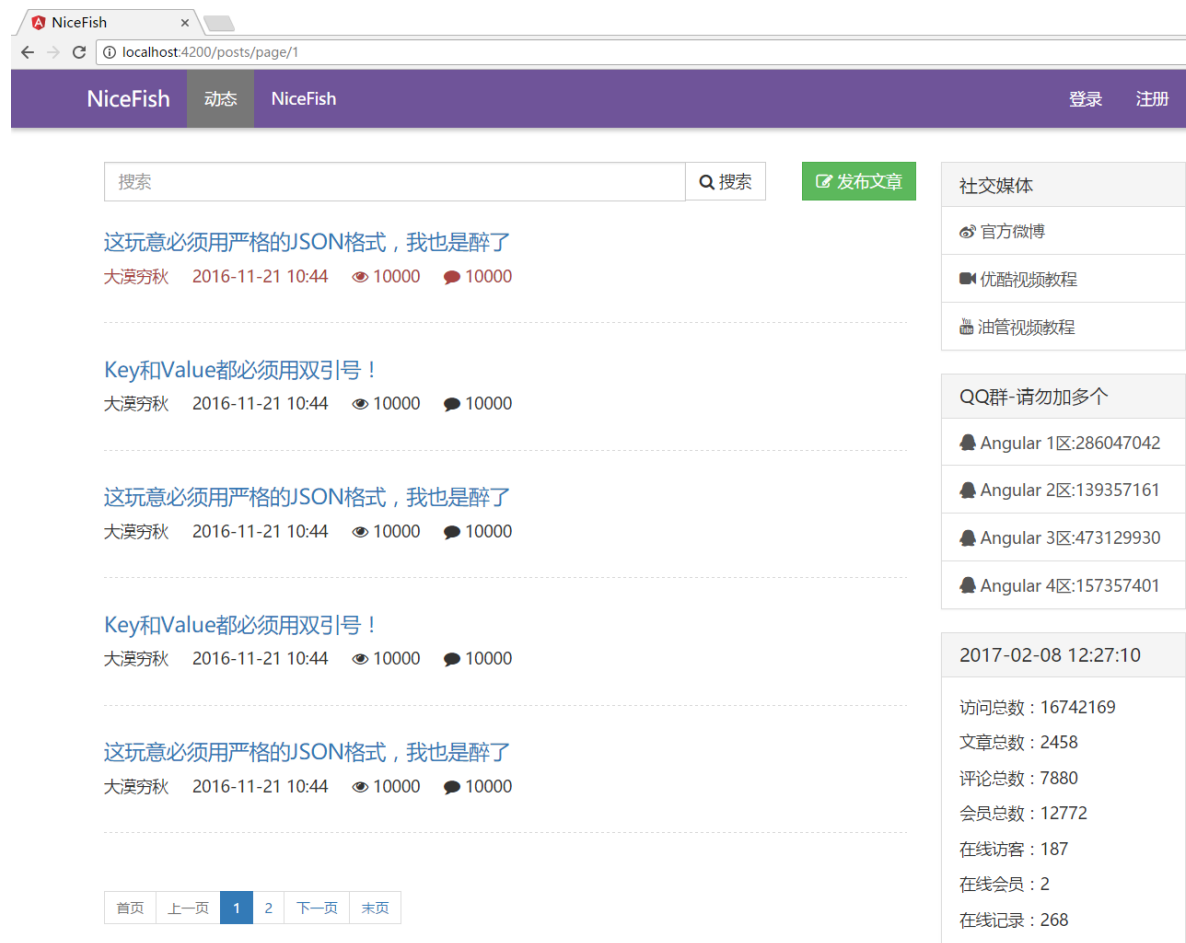 NiceFish
localhost:4200/posts/page/1
NiceFish 动态 NiceFish 登录 注册
搜索 搜索 发布文章
这玩意必须用严格的JSON格式，我也是醉了
大漠穷秋 2016-11-21 10:44 10000 10000
Key和Value都必须用双引号！
大漠穷秋 2016-11-21 10:44 10000 10000
这玩意必须用严格的JSON格式，我也是醉了
大漠穷秋 2016-11-21 10:44 10000 10000
Key和Value都必须用双引号！
大漠穷秋 2016-11-21 10:44 10000 10000
这玩意必须用严格的JSON格式，我也是醉了
大漠穷秋 2016-11-21 10:44 10000 10000
首页 上一页 1 2 下一页 末页
社交媒体
官方微博
优酷视频教程
You Tube 油管视频教程
QQ群-请勿加多个
Angular 1区:286047042
Angular 2区:139357161
Angular 3区:473129930
Angular 4区:157357401
2017-02-08 12:27:10
访问总数：16742169
文章总数：2458
评论总数：7880
会员总数：12772
在线访客：187
在线会员：2
在线记录：268